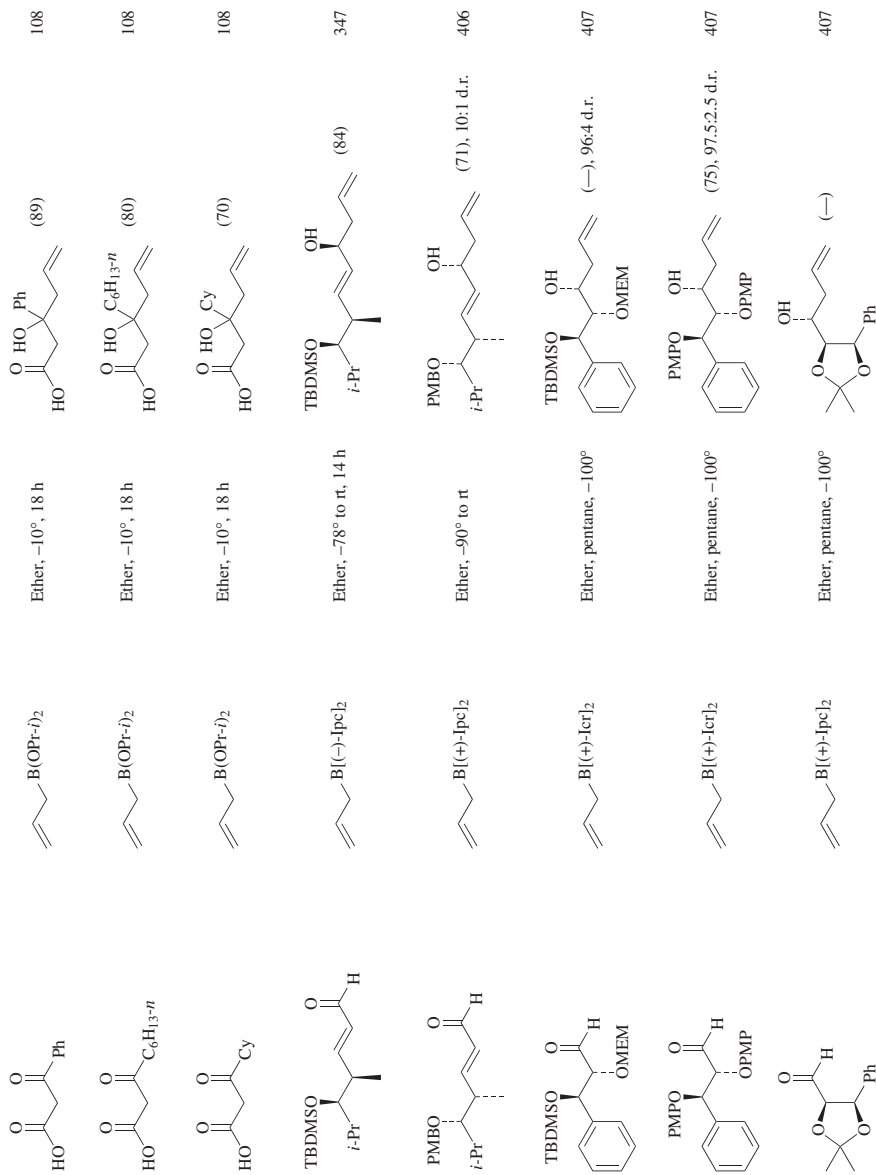 HO O O Ph B(OPr-i)2 Ether, –10°, 18 h HO O HO Ph (89) 108
HO O O C6H13-n B(OPr-i)2 Ether, –10°, 18 h HO O HO C6H13-n (80) 108
HO O O Cy B(OPr-i)2 Ether, –10°, 18 h HO O HO Cy (70) 108
TBDMSO i-Pr O H B[(–)-Ipc]2 Ether, –78° to rt, 14 h TBDMSO i-Pr OH (84) 347
PMBO i-Pr O H B[(+)-Ipc]2 Ether, –90° to rt PMBO i-Pr OH (71), 10:1 d.r. 406
TBDMSO O H OMEM B[(+)-Icr]2 Ether, pentane, –100° TBDMSO OH OMEM (—), 96:4 d.r. 407
PMPO O H OPMP B[(+)-Icr]2 Ether, pentane, –100° PMPO OH OPMP (75), 97.5:2.5 d.r. 407
O O O H Ph B[(+)-Ipc]2 Ether, pentane, –100° O O OH Ph (—) 407